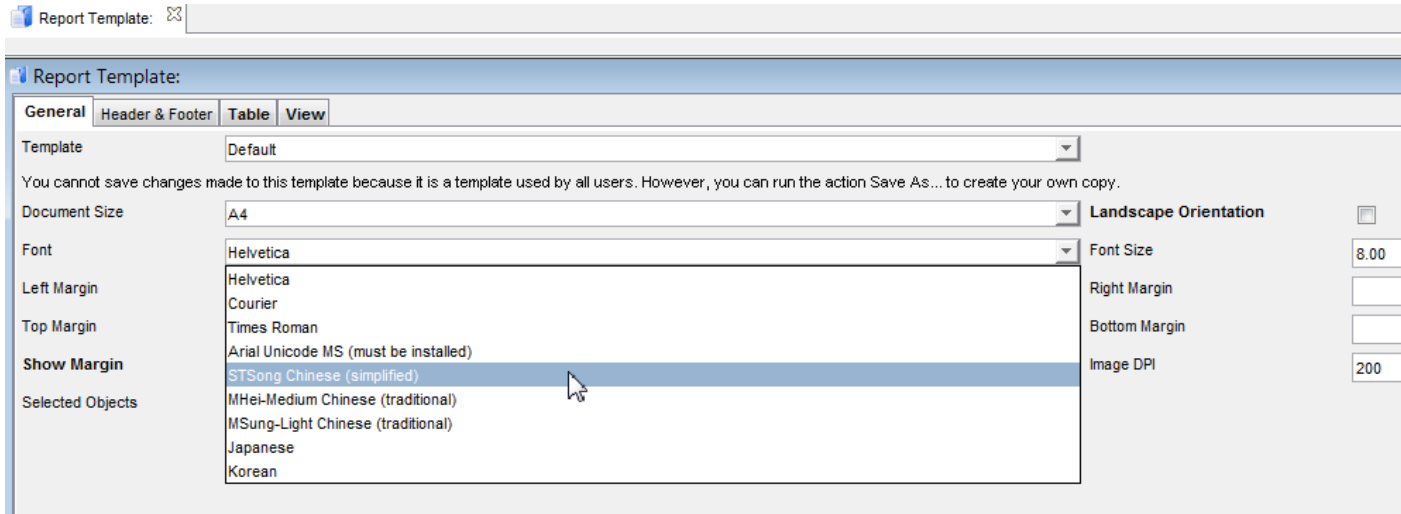 Report Template:
Report Template:
General Header & Footer Table View
Template Default
You cannot save changes made to this template because it is a template used by all users. However, you can run the action Save As... to create your own copy.
Document Size A4 Landscape Orientation
Font Helvetica Font Size 8.00
Helvetica
Left Margin Right Margin
Courier
Top Margin Times Roman Bottom Margin
Arial Unicode MS (must be installed)
Show Margin STSong Chinese (simplified) Image DPI 200
Selected Objects MHei-Medium Chinese (traditional)
MSung-Light Chinese (traditional)
Japanese
Korean